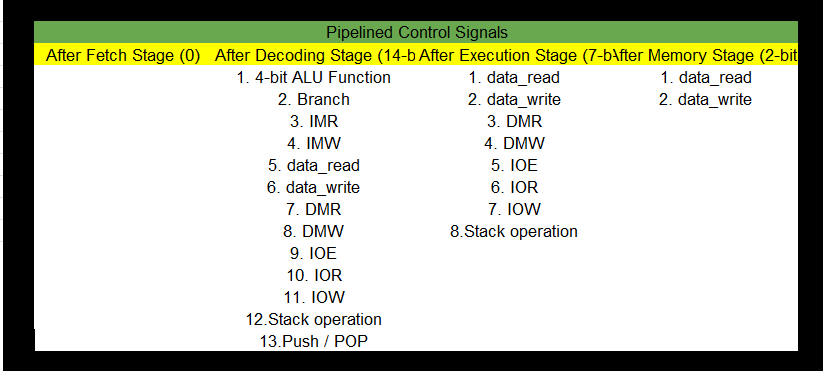 Pipelined Control Signals
After Fetch Stage (0) After Decoding Stage (14-b After Execution Stage (7-b After Memory Stage (2-bit
1. 4-bit ALU Function 1. data_read 1. data_read
2. Branch 2. data_write 2. data_write
3. IMR 3. DMR
4. IMW 4. DMW
5. data_read 5. IOE
6. data_write 6. IOR
7. DMR 7. IOW
8. DMW 8.Stack operation
9. IOE
10. IOR
11. IOW
12.Stack operation
13.Push / POP